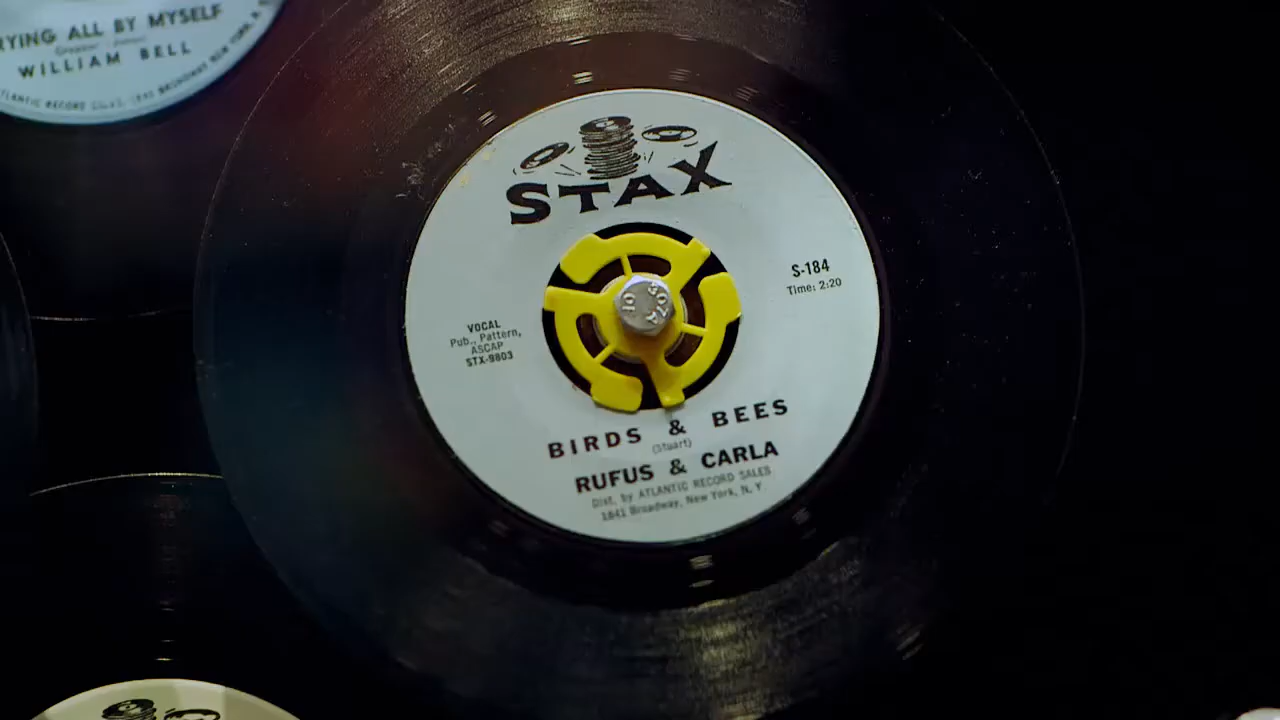 RYING ALL BY MYSELF
WILLIAM BELL
STAX
S-184
Time: 2:20
VOCAL
Pub., Pattern,
ASCAP
STX-9803
BIRDS & BEES
(Stuart)
RUFUS & CARLA
Dist. by ATLANTIC RECORD SALES
1841 Broadway, New York, N. Y.